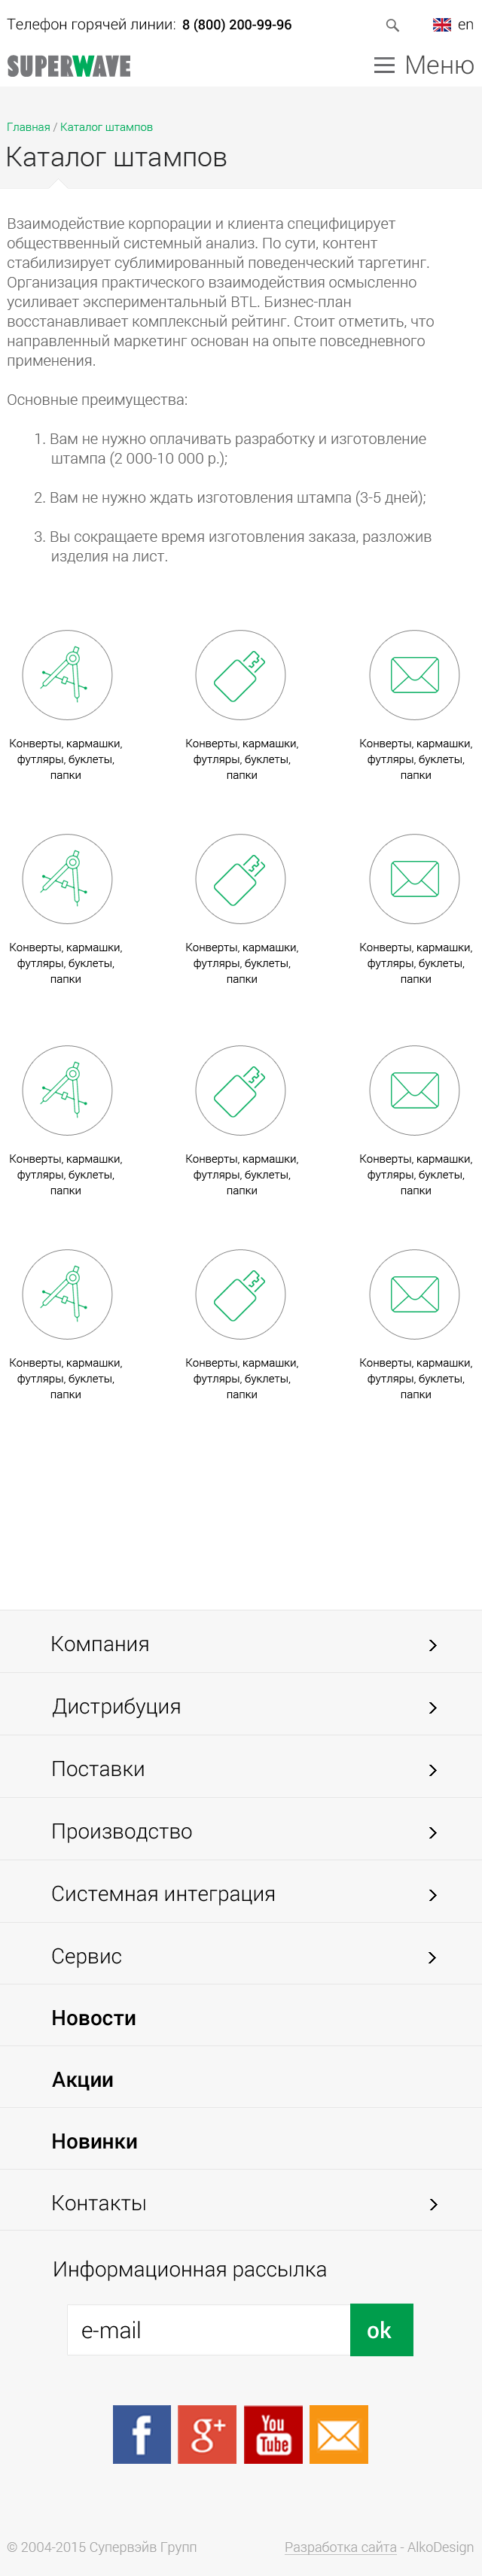 Телефон горячей линии: 8 (800) 200-99-96 en
SUPERWAVE Меню
Главная / Каталог штампов
Каталог штампов
Взаимодействие корпорации и клиента специфицирует
общественный системный анализ. По сути, контент
стабилизирует сублимированный поведенческий таргетинг.
Организация практического взаимодействия осмысленно
усиливает экспериментальный BTL. Бизнес-план
восстанавливает комплексный рейтинг. Стоит отметить, что
направленный маркетинг основан на опыте повседневного
применения.
Основные преимущества:
1. Вам не нужно оплачивать разработку и изготовление
штампа (2 000-10 000 р.);
2. Вам не нужно ждать изготовления штампа (3-5 дней);
3. Вы сокращаете время изготовления заказа, разложив
изделия на лист.
Конверты, кармашки, Конверты, кармашки, Конверты, кармашки,
футляры, буклеты, футляры, буклеты, футляры, буклеты,
папки папки папки
Конверты, кармашки, Конверты, кармашки, Конверты, кармашки,
футляры, буклеты, футляры, буклеты, футляры, буклеты,
папки папки папки
Конверты, кармашки, Конверты, кармашки, Конверты, кармашки,
футляры, буклеты, футляры, буклеты, футляры, буклеты,
папки папки папки
Конверты, кармашки, Конверты, кармашки, Конверты, кармашки,
футляры, буклеты, футляры, буклеты, футляры, буклеты,
папки папки папки
Компания
Дистрибуция
Поставки
Производство
Системная интеграция
Сервис
Новости
Акции
Новинки
Контакты
Информационная рассылка
e-mail ok
f g+ You Tube
© 2004-2015 Супервэйв Групп Разработка сайта - AlkoDesign